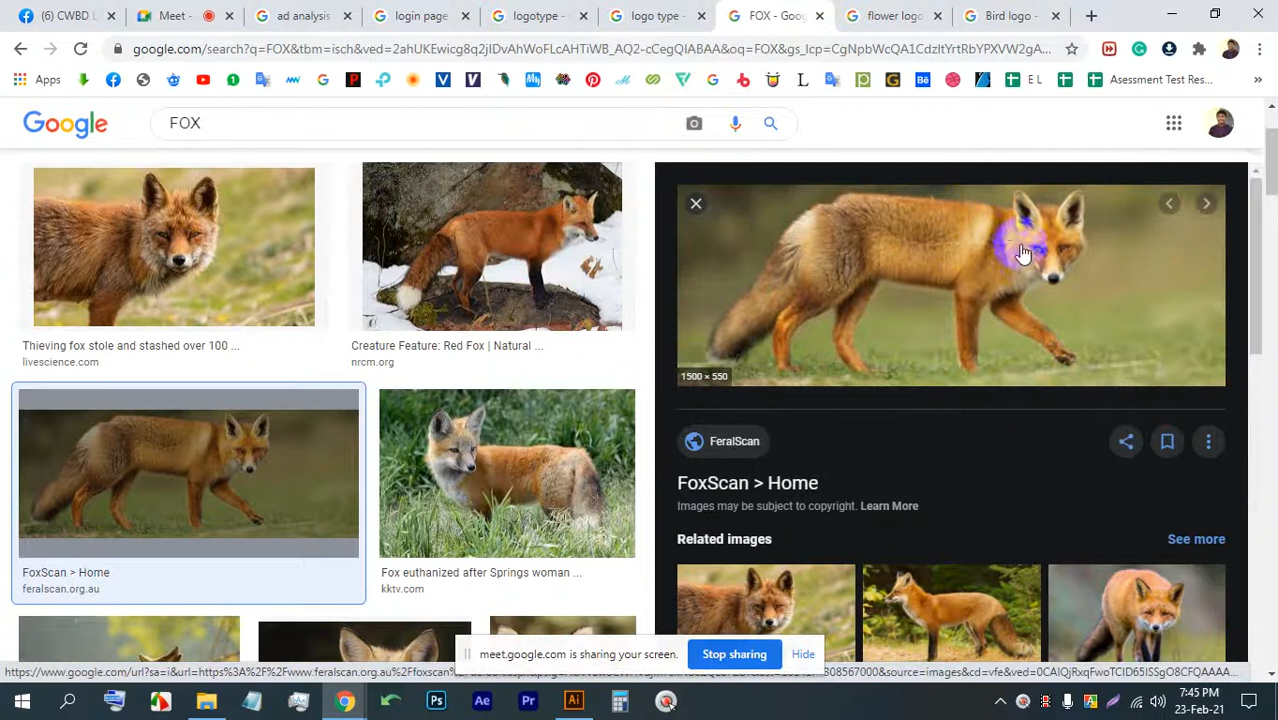 (6) CWBD L
Meet -
ad analysis
login page
logotype -
logo type -
FOX - Goog
flower logo
Bird logo -
google.com/search?q=FOX&tbm=isch&ved=2ahUKEwicg8q2jIDvAhWoFLcAHTiWB_AQ2-cCegQIABAA&oq=FOX&gs_lcp=CgNpbWcQA1CdzItYrtRbYPXVW2gA...
Apps
E L
Asessment Test Res...
Google
FOX
Thieving fox stole and stashed over 100 ...
livescience.com
Creature Feature: Red Fox | Natural ...
nrcm.org
1500 × 550
FeralScan
FoxScan > Home
Images may be subject to copyright. Learn More
Related images
See more
FoxScan > Home
feralscan.org.au
Fox euthanized after Springs woman ...
kktv.com
meet.google.com is sharing your screen.
Stop sharing
Hide
7:45 PM
23-Feb-21